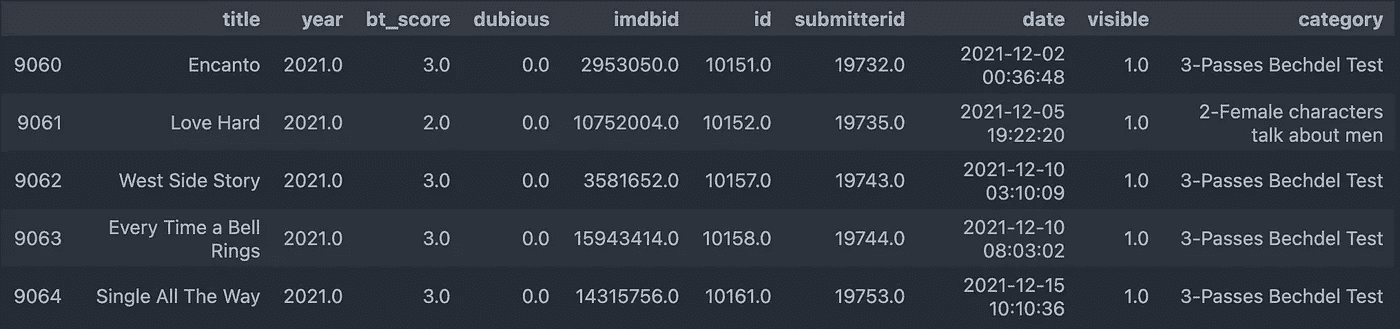 title year bt_score dubious imdbid id submitterid date visible category
9060 Encanto 2021.0 3.0 0.0 2953050.0 10151.0 19732.0 2021-12-02 00:36:48 1.0 3-Passes Bechdel Test
9061 Love Hard 2021.0 2.0 0.0 10752004.0 10152.0 19735.0 2021-12-05 19:22:20 1.0 2-Female characters talk about men
9062 West Side Story 2021.0 3.0 0.0 3581652.0 10157.0 19743.0 2021-12-10 03:10:09 1.0 3-Passes Bechdel Test
9063 Every Time a Bell Rings 2021.0 3.0 0.0 15943414.0 10158.0 19744.0 2021-12-10 08:03:02 1.0 3-Passes Bechdel Test
9064 Single All The Way 2021.0 3.0 0.0 14315756.0 10161.0 19753.0 2021-12-15 10:10:36 1.0 3-Passes Bechdel Test